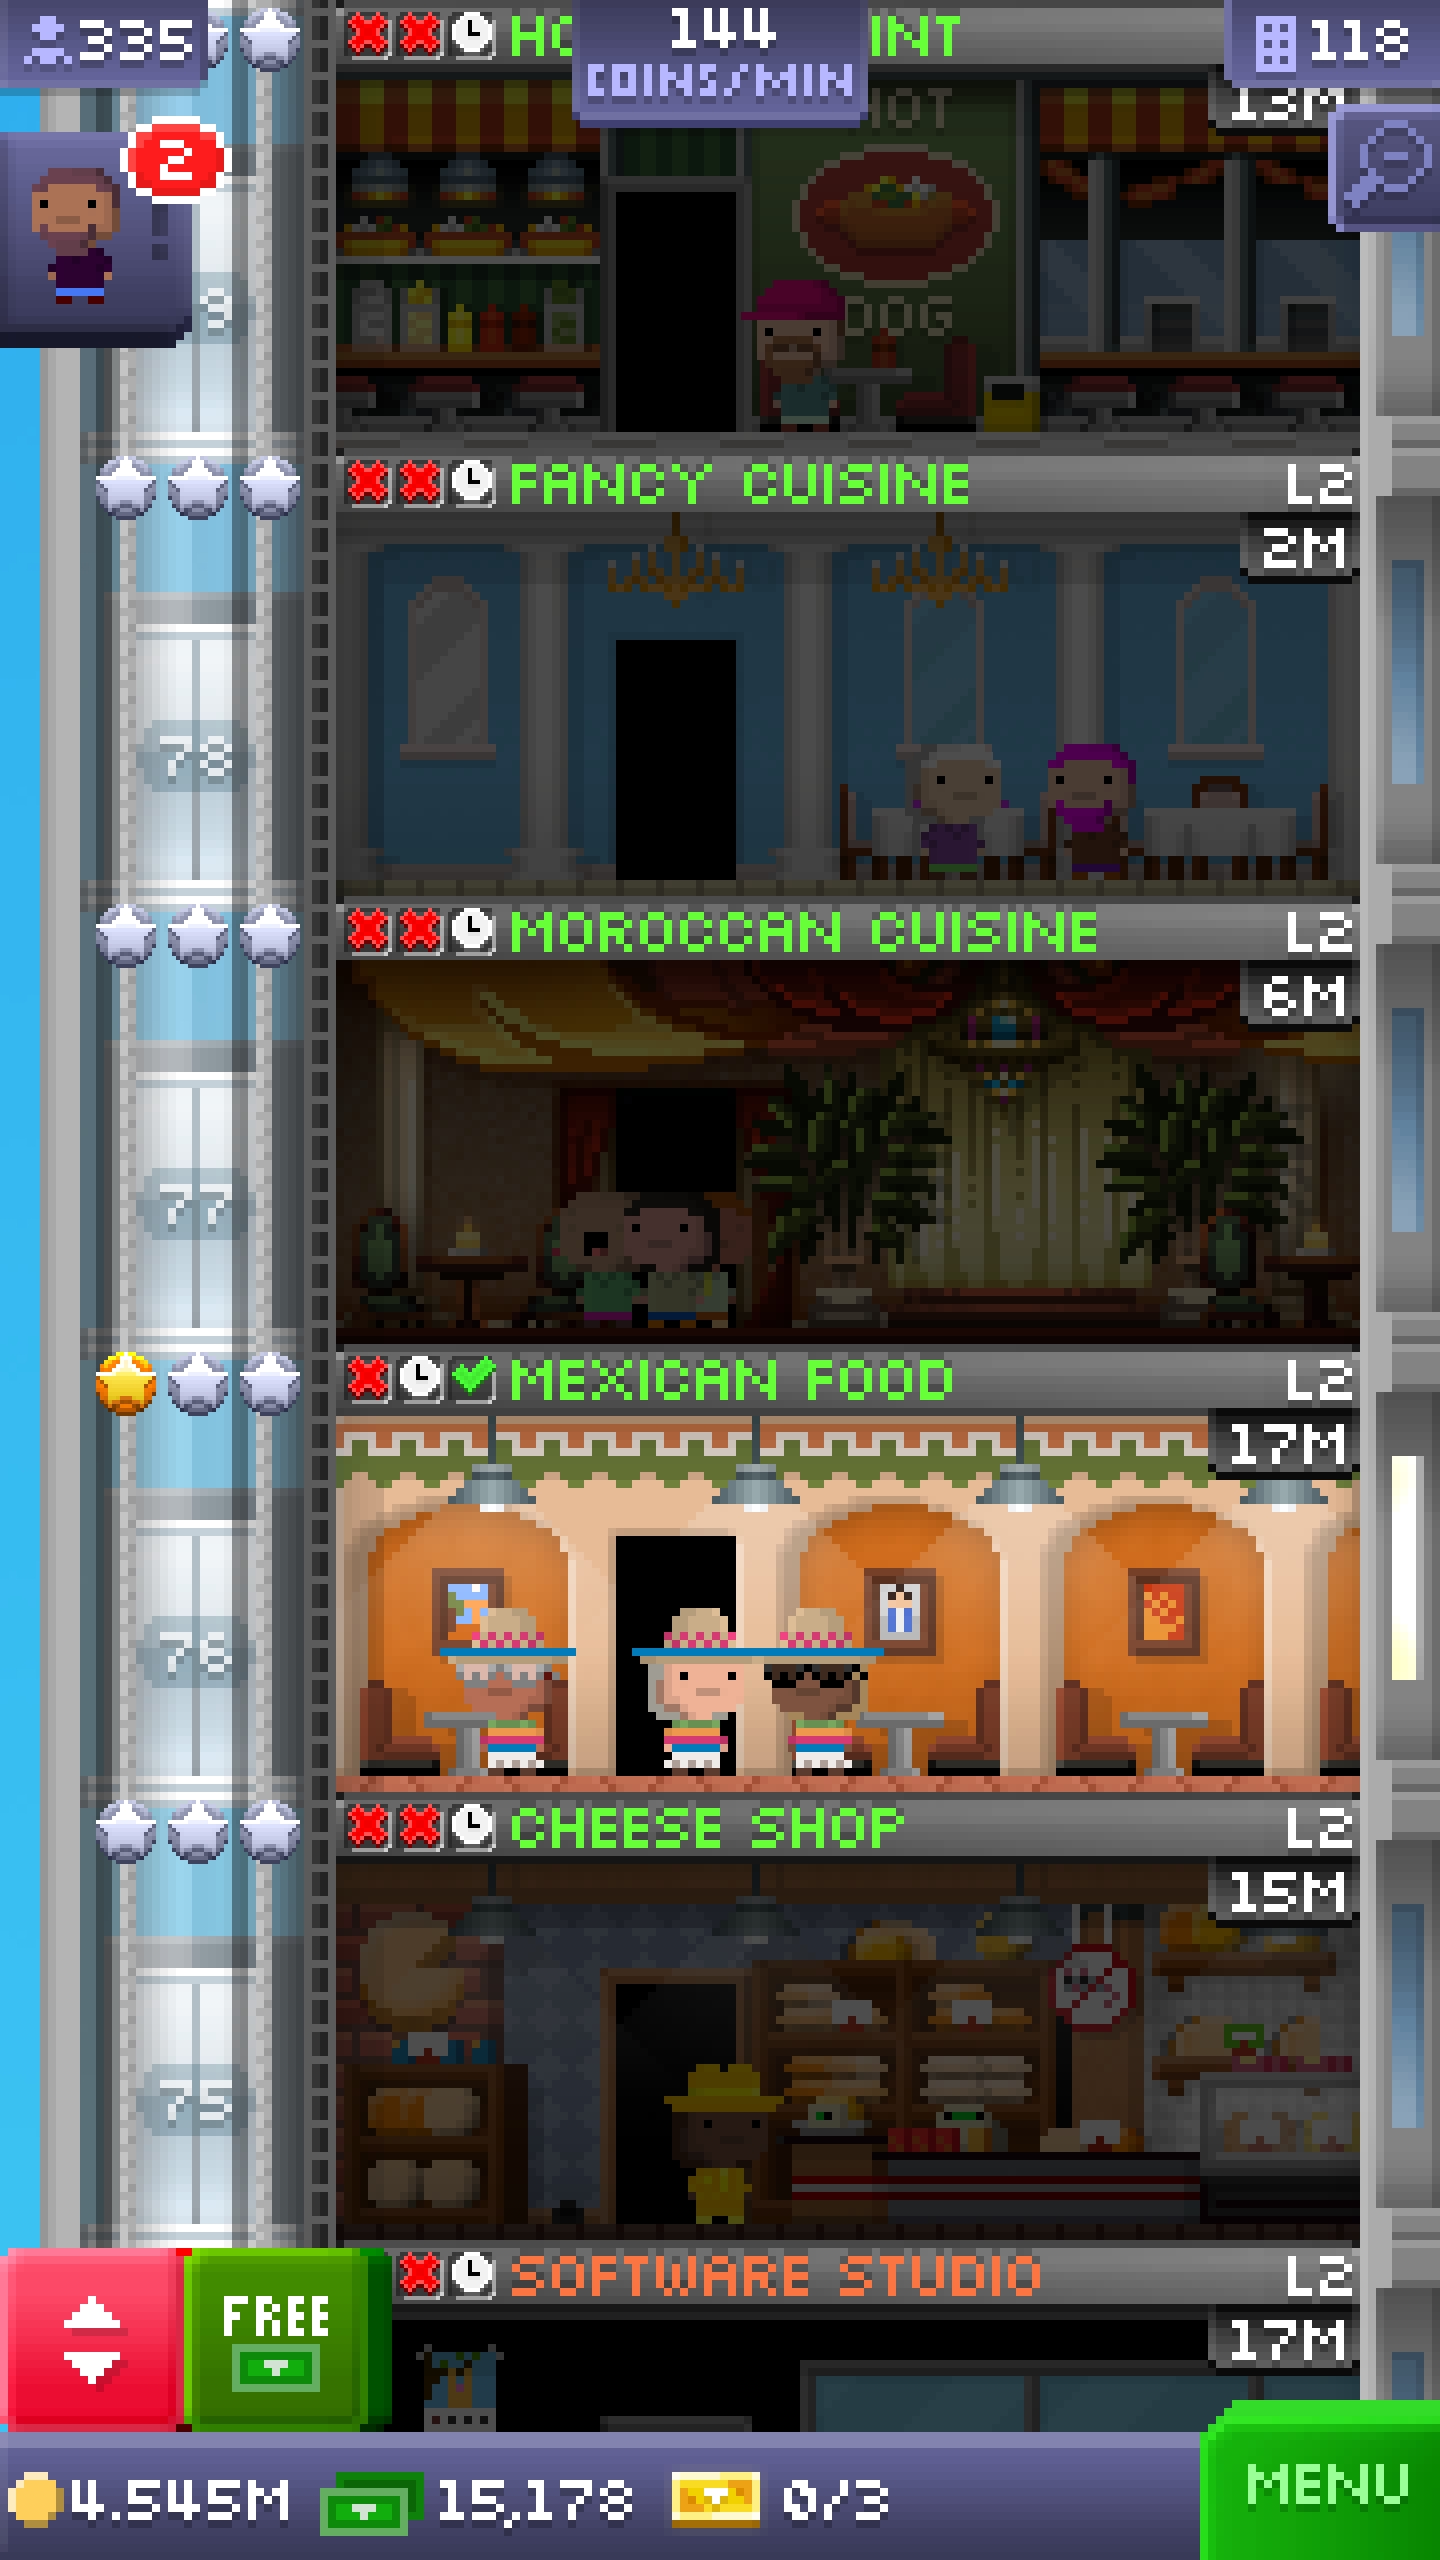 335
144
COINS/MIN
118
HO INT
13M
2
HOT
DOG
8
FANCY CUISINE L2
2M
78
MOROCCAN CUISINE L2
6M
77
MEXICAN FOOD L2
17M
76
CHEESE SHOP L2
15M
75
SOFTWARE STUDIO L2
17M
FREE
4.545M 15,178 0/3
MENU